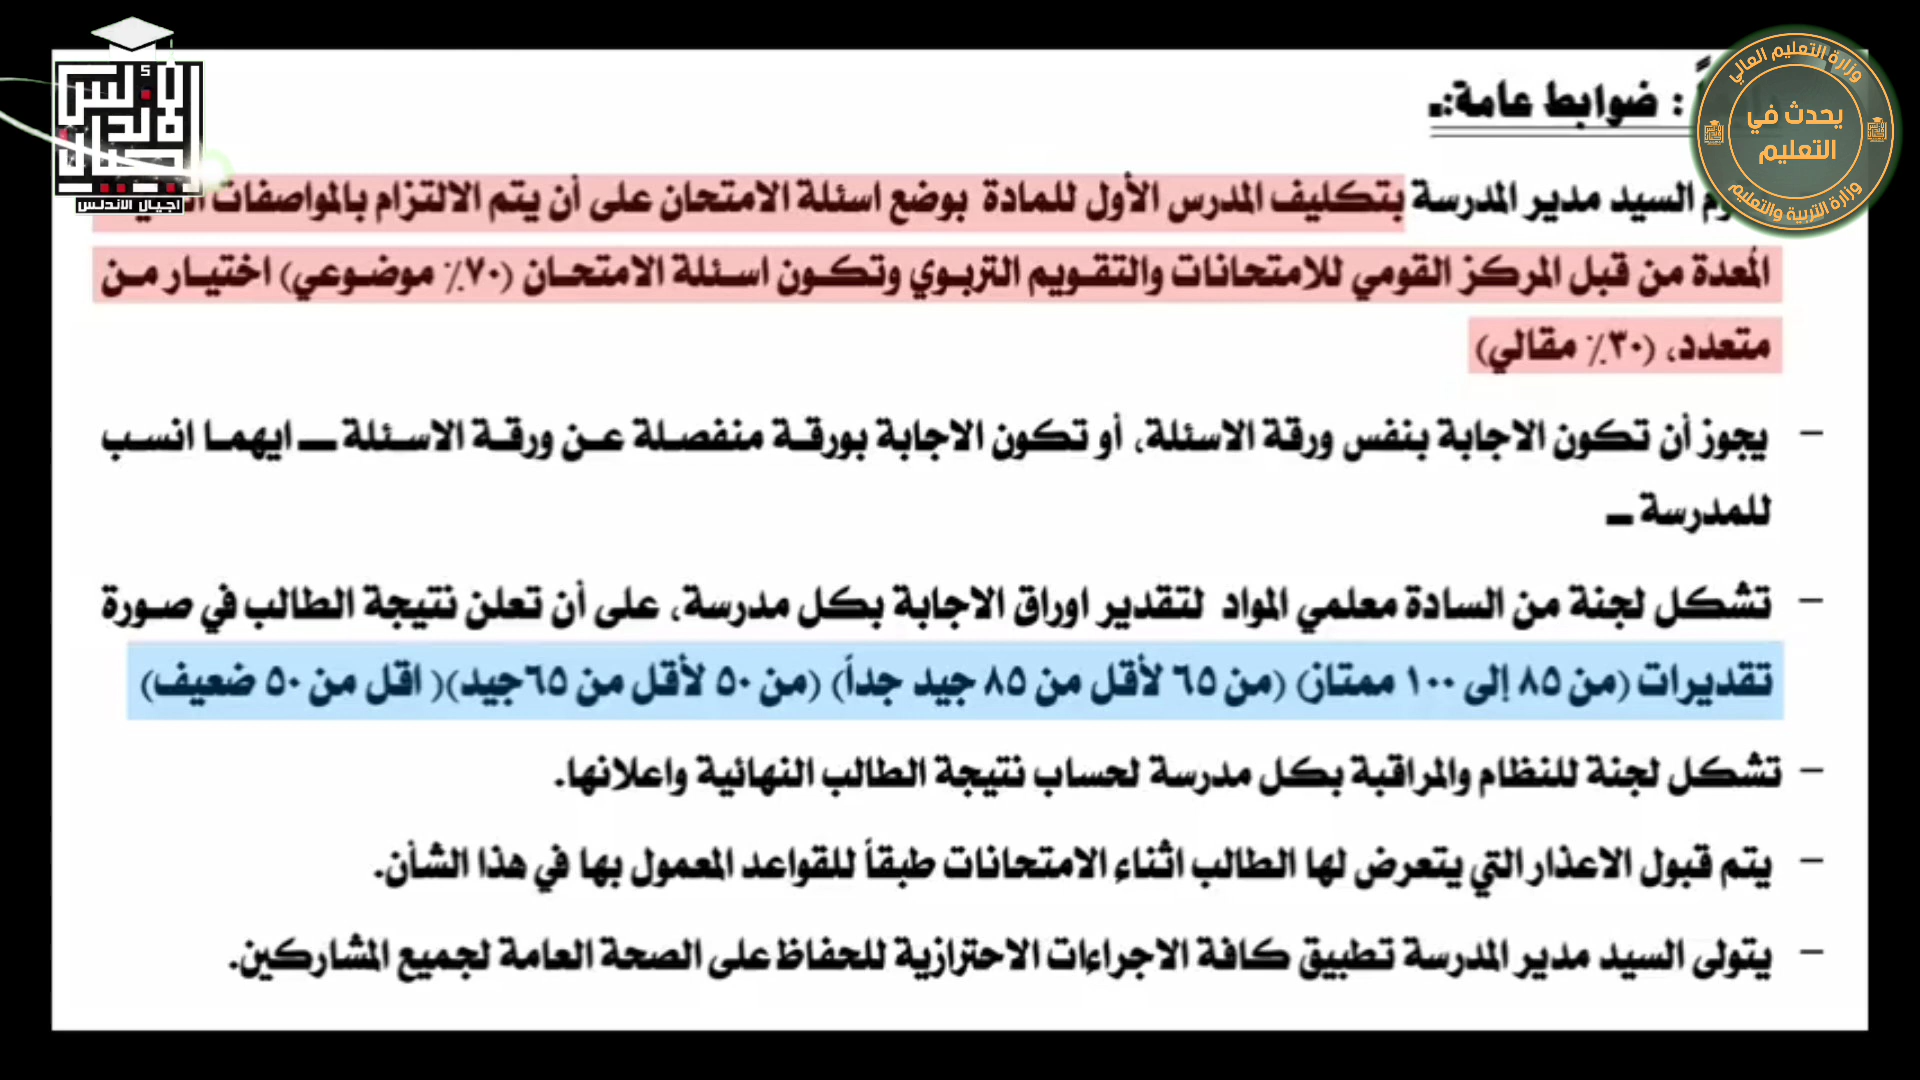 : ضوابط عامة:ـ
السيد مدير المدرسة بتكليف المدرس الأول للمادة بوضع اسئلة الامتحان على أن يتم الالتزام بالمواصفات
المُعدة من قبل المركز القومي للامتحانات والتقويم التربوي وتكون اسئلة الامتحان (٧٠٪ موضوعي) اختيار من
متعدد، (٣٠٪ مقالي)
– يجوز أن تكون الاجابة بنفس ورقة الاسئلة، أو تكون الاجابة بورقة منفصلة عن ورقة الاسئلة ــ ايهما انسب
للمدرسة ــ
– تشكل لجنة من السادة معلمي المواد لتقدير اوراق الاجابة بكل مدرسة، على أن تعلن نتيجة الطالب في صورة
تقديرات (من ٨٥ إلى ١٠٠ ممتاز) (من ٦٥ لأقل من ٨٥ جيد جداً) (من ٥٠ لأقل من ٦٥جيد)( اقل من ٥٠ ضعيف)
– تشكل لجنة للنظام والمراقبة بكل مدرسة لحساب نتيجة الطالب النهائية واعلانها.
– يتم قبول الاعذار التي يتعرض لها الطالب اثناء الامتحانات طبقاً للقواعد المعمول بها في هذا الشأن.
– يتولى السيد مدير المدرسة تطبيق كافة الاجراءات الاحترازية للحفاظ على الصحة العامة لجميع المشاركين.
وزارة التعليم العالي
يحدث في
التعليم
وزارة التربية والتعليم
أجيال الأندلس
اجيال الاندلس